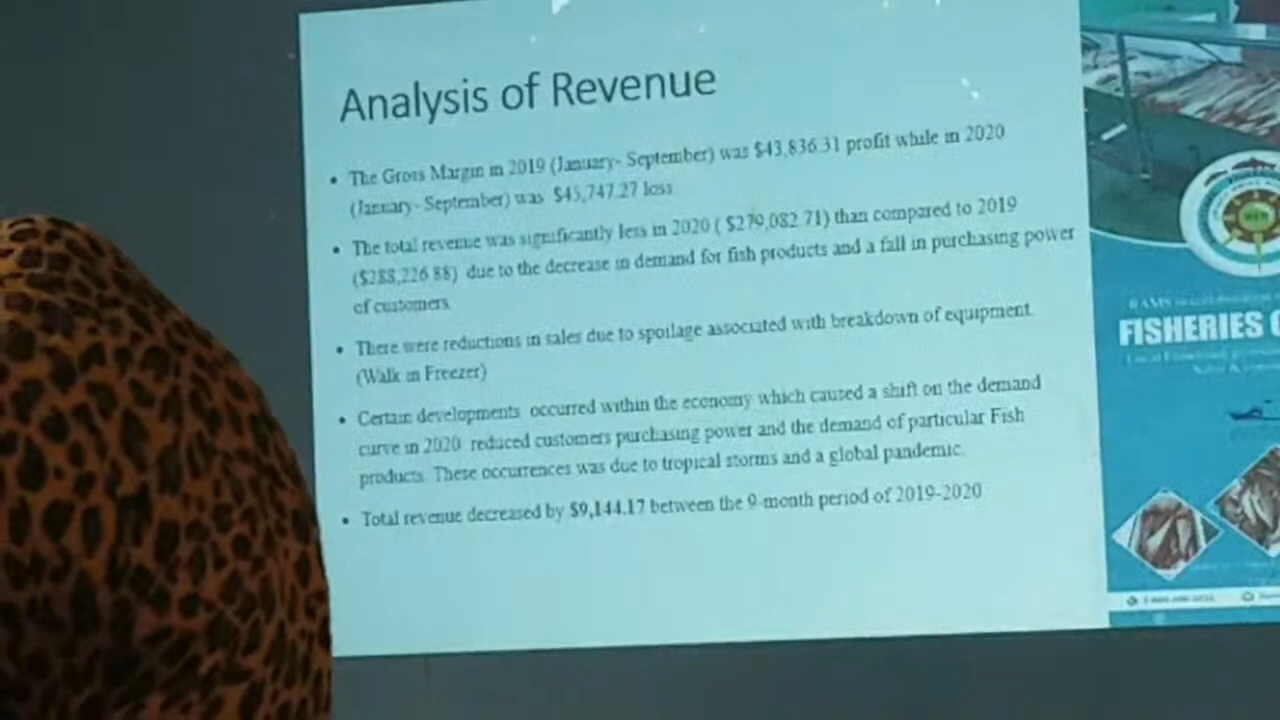 Analysis of Revenue
• The Gross Margin in 2019 (January- September) was $43,836.31 profit while in 2020
(January- September) was $45,747.27 loss
• The total revenue was significantly less in 2020 ( $279,082.71) than compared to 2019
($288,226.88) due to the decrease in demand for fish products and a fall in purchasing power
of customers.
• There were reductions in sales due to spoilage associated with breakdown of equipment.
(Walk in Freezer)
• Certain developments occurred within the economy which caused a shift on the demand
curve in 2020 reduced customers purchasing power and the demand of particular Fish
products. These occurrences was due to tropical storms and a global pandemic.
• Total revenue decreased by $9,144.17 between the 9-month period of 2019-2020
FISHERIES